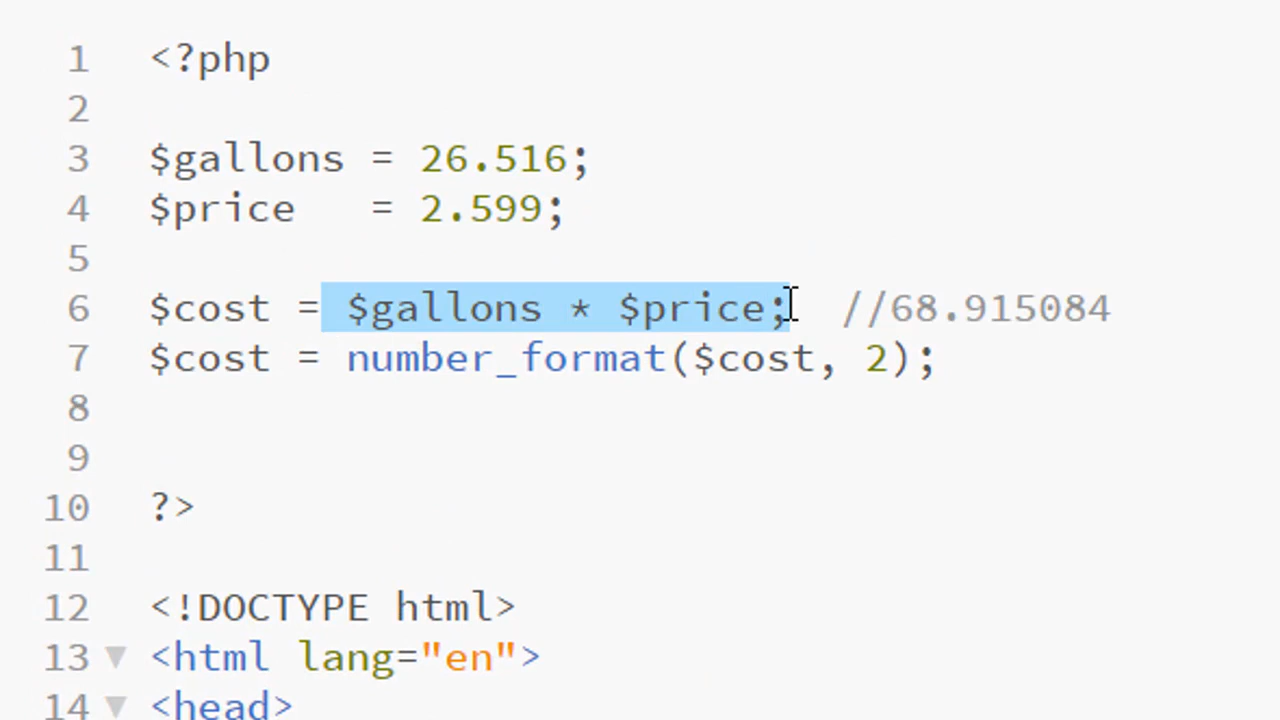 1 <?php
2
3 $gallons = 26.516;
4 $price   = 2.599;
5
6 $cost = $gallons * $price;  //68.915084
7 $cost = number_format($cost, 2);
8
9
10 ?>
11
12 <!DOCTYPE html>
13 <html lang="en">
14 <head>